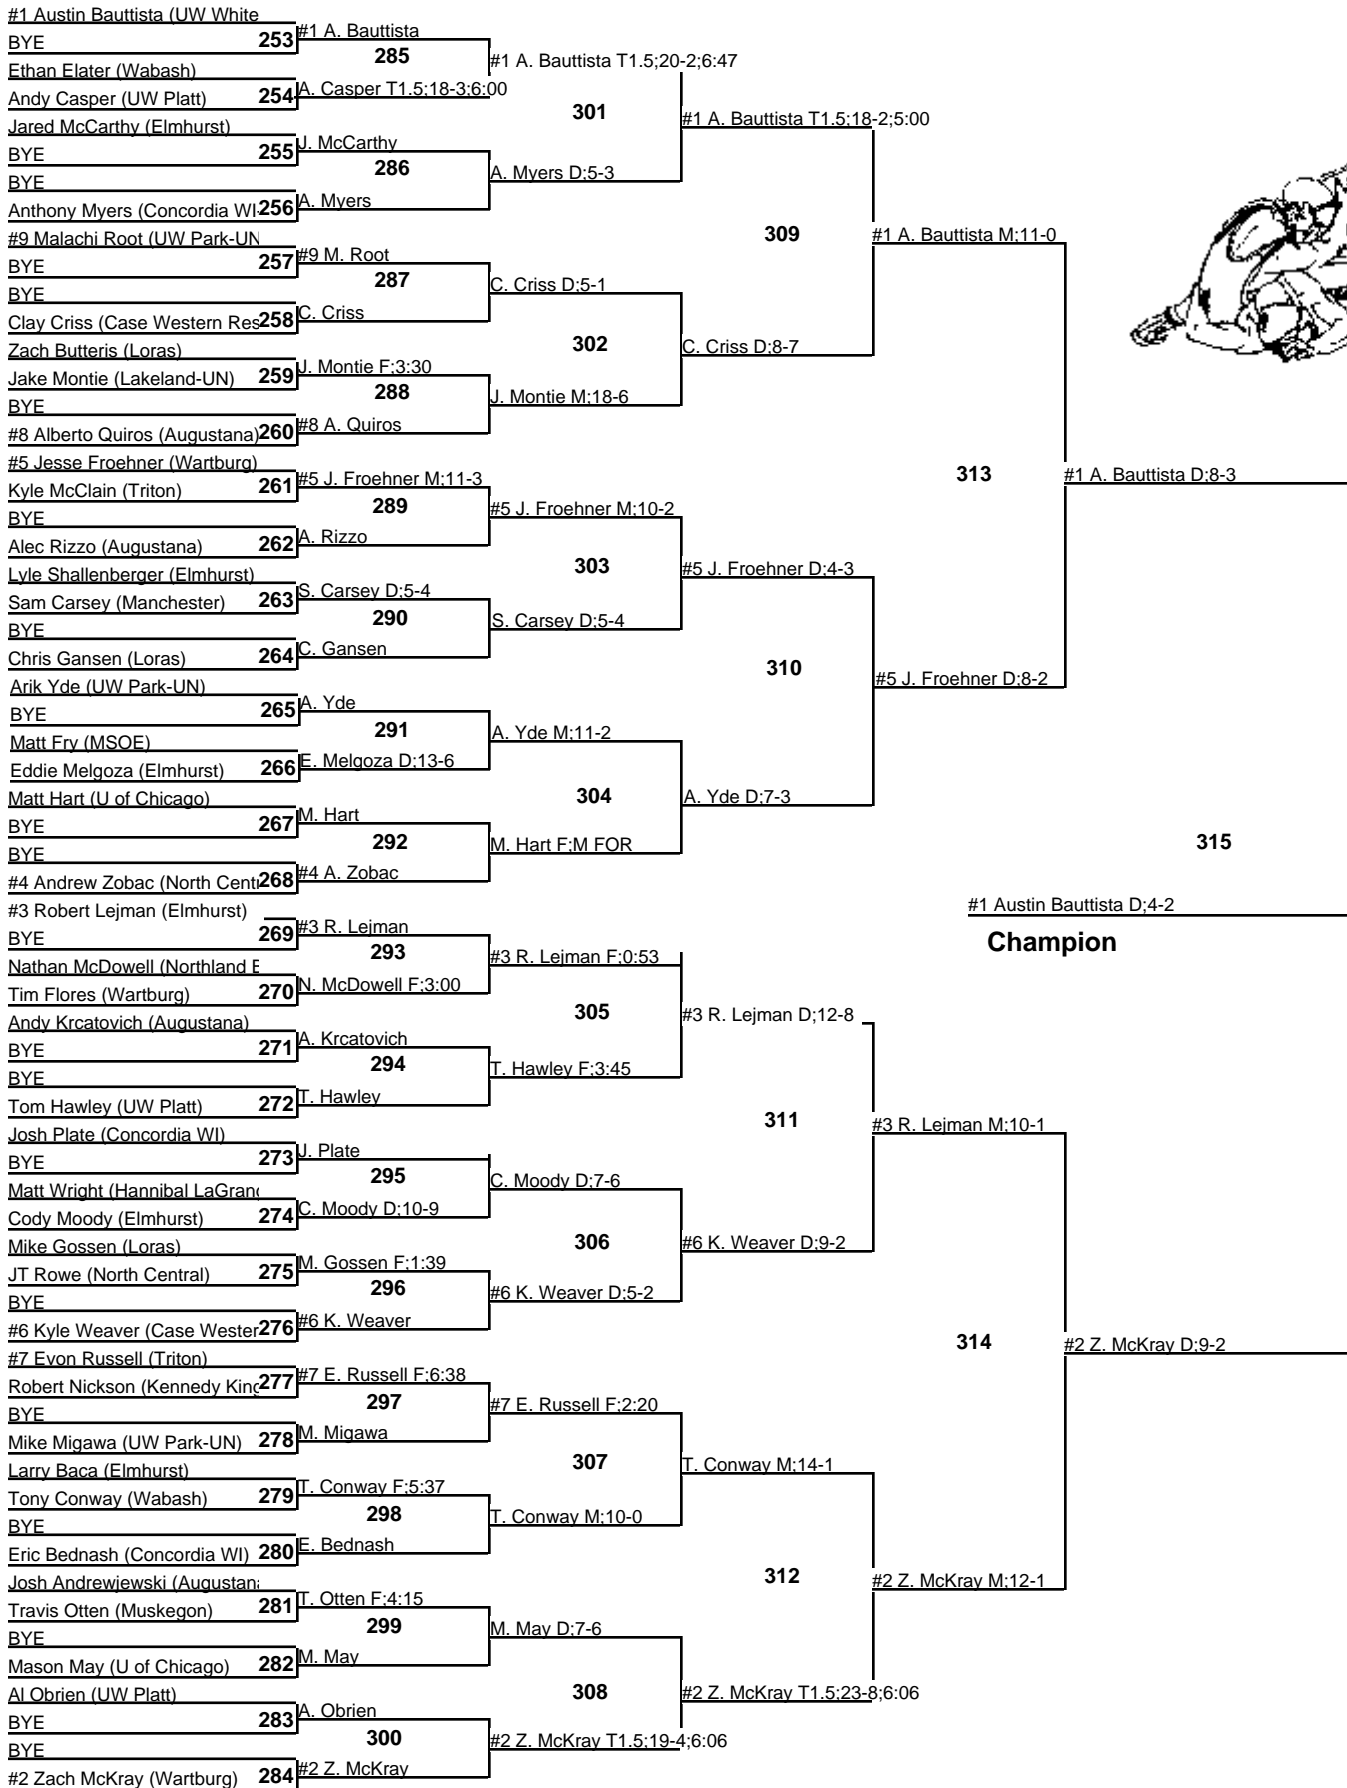 #1 Austin Bauttista (UW White
BYE
253
Ethan Elater (Wabash)
Andy Casper (UW Platt)
254
Jared McCarthy (Elmhurst)
BYE
255
BYE
Anthony Myers (Concordia WI-
256
#9 Malachi Root (UW Park-UN
BYE
257
BYE
Clay Criss (Case Western Res
258
Zach Butteris (Loras)
Jake Montie (Lakeland-UN)
259
BYE
#8 Alberto Quiros (Augustana)
260
#5 Jesse Froehner (Wartburg)
Kyle McClain (Triton)
261
BYE
Alec Rizzo (Augustana)
262
Lyle Shallenberger (Elmhurst)
Sam Carsey (Manchester)
263
BYE
Chris Gansen (Loras)
264
Arik Yde (UW Park-UN)
BYE
265
Matt Fry (MSOE)
Eddie Melgoza (Elmhurst)
266
Matt Hart (U of Chicago)
BYE
267
BYE
#4 Andrew Zobac (North Centr
268
#3 Robert Lejman (Elmhurst)
BYE
269
Nathan McDowell (Northland B
Tim Flores (Wartburg)
270
Andy Krcatovich (Augustana)
BYE
271
BYE
Tom Hawley (UW Platt)
272
Josh Plate (Concordia WI)
BYE
273
Matt Wright (Hannibal LaGrang
Cody Moody (Elmhurst)
274
Mike Gossen (Loras)
JT Rowe (North Central)
275
BYE
#6 Kyle Weaver (Case Wester
276
#7 Evon Russell (Triton)
Robert Nickson (Kennedy King
277
BYE
Mike Migawa (UW Park-UN)
278
Larry Baca (Elmhurst)
Tony Conway (Wabash)
279
BYE
Eric Bednash (Concordia WI)
280
Josh Andrewjewski (Augustana
Travis Otten (Muskegon)
281
BYE
Mason May (U of Chicago)
282
Al Obrien (UW Platt)
BYE
283
BYE
#2 Zach McKray (Wartburg)
284
#1 A. Bauttista
285
A. Casper T1.5;18-3;6:00
J. McCarthy
286
A. Myers
#9 M. Root
287
C. Criss
J. Montie F;3:30
288
#8 A. Quiros
#5 J. Froehner M;11-3
289
A. Rizzo
S. Carsey D;5-4
290
C. Gansen
A. Yde
291
E. Melgoza D;13-6
M. Hart
292
#4 A. Zobac
#3 R. Lejman
293
N. McDowell F;3:00
A. Krcatovich
294
T. Hawley
J. Plate
295
C. Moody D;10-9
M. Gossen F;1:39
296
#6 K. Weaver
#7 E. Russell F;6:38
297
M. Migawa
T. Conway F;5:37
298
E. Bednash
T. Otten F;4:15
299
M. May
A. Obrien
300
#2 Z. McKray
#1 A. Bauttista T1.5;20-2;6:47
301
A. Myers D;5-3
C. Criss D;5-1
302
J. Montie M;18-6
#5 J. Froehner M;10-2
303
S. Carsey D;5-4
A. Yde M;11-2
304
M. Hart F;M FOR
#3 R. Lejman F;0:53
305
T. Hawley F;3:45
C. Moody D;7-6
306
#6 K. Weaver D;5-2
#7 E. Russell F;2:20
307
T. Conway M;10-0
M. May D;7-6
308
#2 Z. McKray T1.5;19-4;6:06
#1 A. Bauttista T1.5;18-2;5:00
309
C. Criss D;8-7
#5 J. Froehner D;4-3
310
A. Yde D;7-3
#3 R. Lejman D;12-8
311
#6 K. Weaver D;9-2
T. Conway M;14-1
312
#2 Z. McKray T1.5;23-8;6:06
#1 A. Bauttista M;11-0
313
#5 J. Froehner D;8-2
#3 R. Lejman M;10-1
314
#2 Z. McKray M;12-1
#1 A. Bauttista D;8-3
315
#2 Z. McKray D;9-2
#1 Austin Bauttista D;4-2
Champion